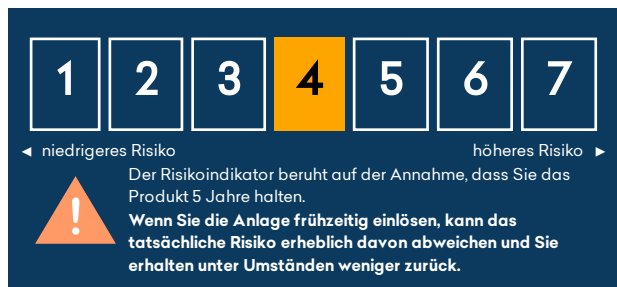 1 2 3 4 5 6 7
◄ niedrigeres Risiko höheres Risiko ►
Der Risikoindikator beruht auf der Annahme, dass Sie das
Produkt 5 Jahre halten.
Wenn Sie die Anlage frühzeitig einlösen, kann das
tatsächliche Risiko erheblich davon abweichen und Sie
erhalten unter Umständen weniger zurück.
!